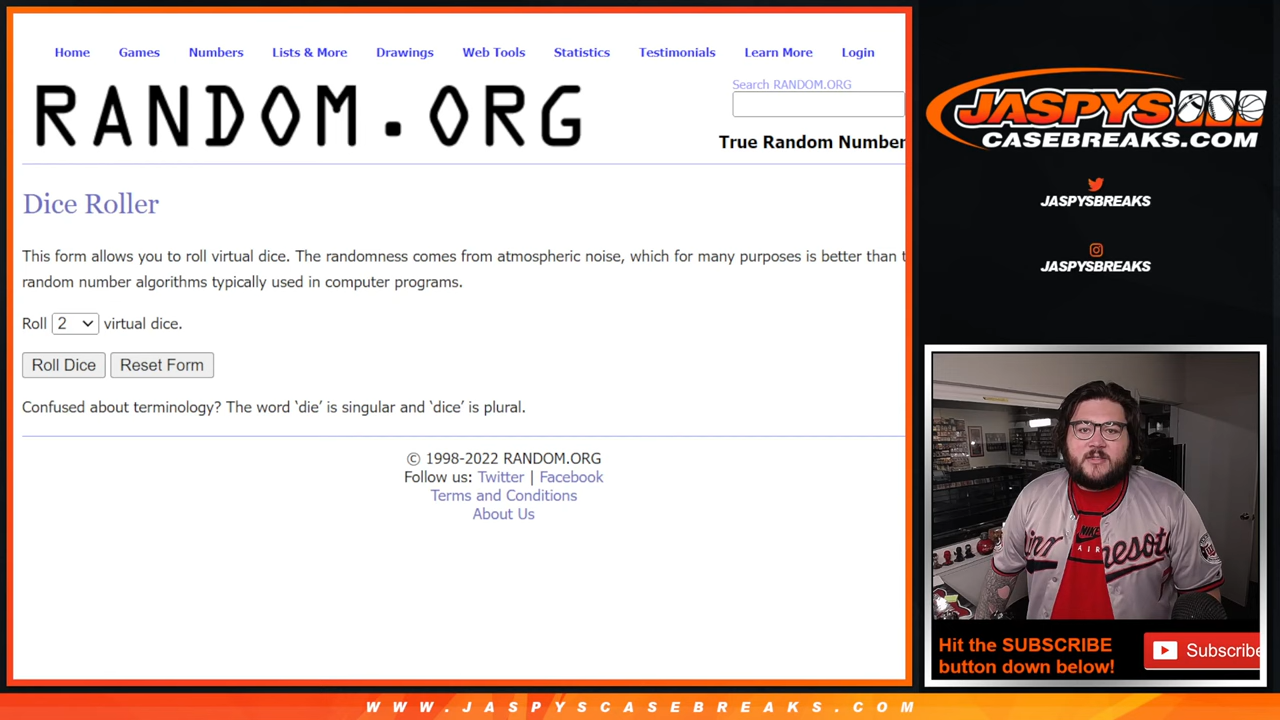 Home Games Numbers Lists & More Drawings Web Tools Statistics Testimonials Learn More Login
RANDOM.ORG
Search RANDOM.ORG
True Random Number
Dice Roller
This form allows you to roll virtual dice. The randomness comes from atmospheric noise, which for many purposes is better than
random number algorithms typically used in computer programs.
Roll 2 virtual dice.
Roll Dice Reset Form
Confused about terminology? The word ‘die’ is singular and ‘dice’ is plural.
© 1998-2022 RANDOM.ORG
Follow us: Twitter | Facebook
Terms and Conditions
About Us
JASPYS
CASEBREAKS.COM
JASPYSBREAKS
JASPYSBREAKS
NIKE
AIR
Hit the SUBSCRIBE
button down below!
Subscribe
WWW.JASPYSCASEBREAKS.COM